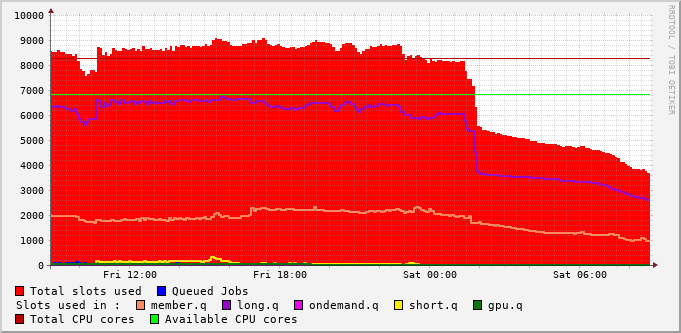 10000
9000
8000
7000
6000
5000
4000
3000
2000
1000
0
Fri 12:00 Fri 18:00 Sat 00:00 Sat 06:00
RRDTOOL / TOBI OETIKER
Total slots used Queued Jobs
Slots used in : member.q long.q ondemand.q short.q gpu.q
Total CPU cores Available CPU cores